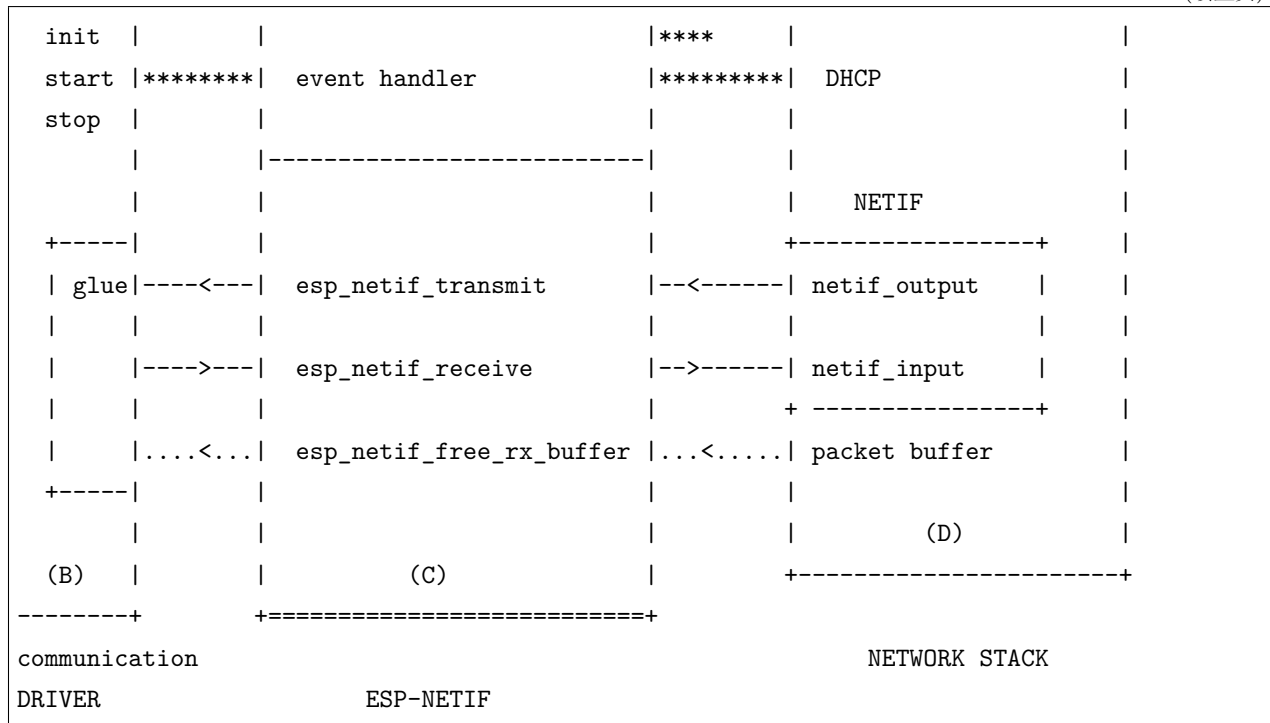 init  |        |                            |****     |                       |
start |********|  event handler             |*********|  DHCP                 |
stop  |        |                            |         |                       |
      |        |---------------------------|         |                       |
      |        |                            |         |    NETIF              |
+-----|        |                            |         +-----------------+     |
| glue|----<---|  esp_netif_transmit        |--<------| netif_output    |     |
|     |        |                            |         |                 |     |
|     |---->---|  esp_netif_receive         |-->------| netif_input     |     |
|     |        |                            |         + ----------------+     |
|     |....<...|  esp_netif_free_rx_buffer  |...<.....| packet buffer         |
+-----|        |                            |         |                       |
      |        |                            |         |         (D)           |
(B)   |        |          (C)               |         +-----------------------+
--------+        +===========================+
communication                                               NETWORK STACK
DRIVER                   ESP-NETIF